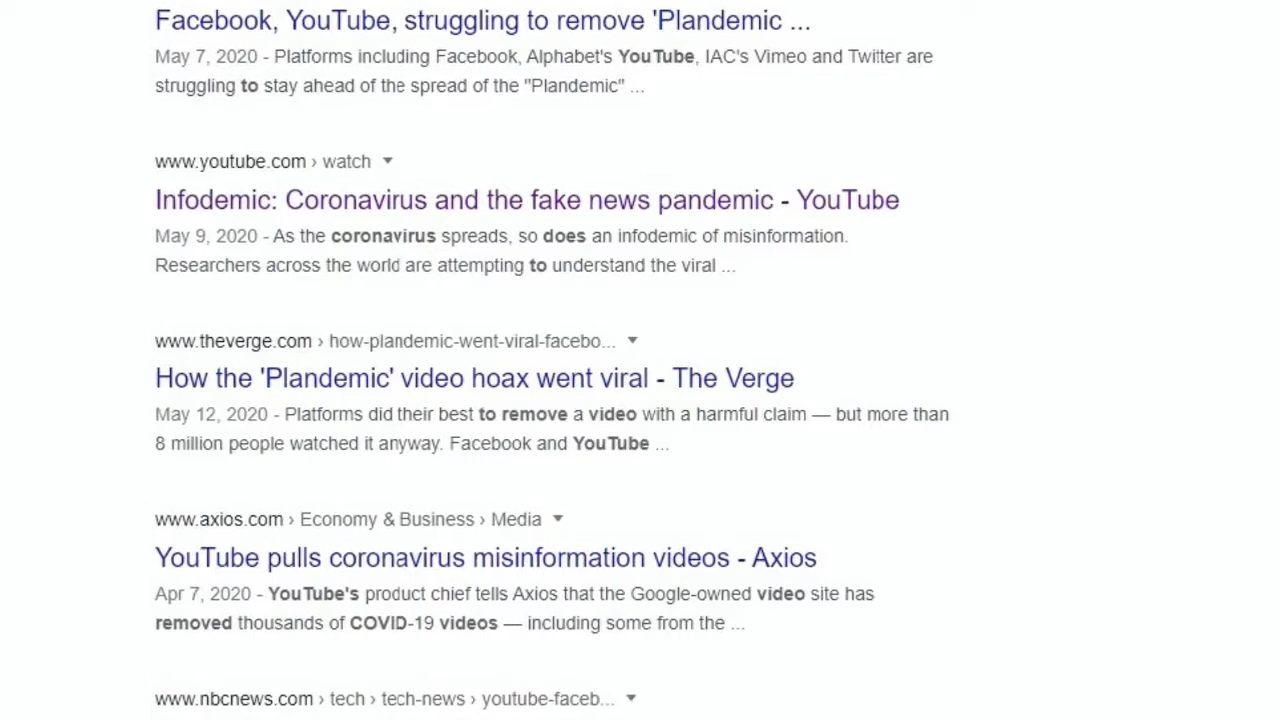 Facebook, YouTube, struggling to remove 'Plandemic ...
May 7, 2020 - Platforms including Facebook, Alphabet's YouTube, IAC's Vimeo and Twitter are
struggling to stay ahead of the spread of the "Plandemic" ...
www.youtube.com › watch
Infodemic: Coronavirus and the fake news pandemic - YouTube
May 9, 2020 - As the coronavirus spreads, so does an infodemic of misinformation.
Researchers across the world are attempting to understand the viral ...
www.theverge.com › how-plandemic-went-viral-facebo...
How the 'Plandemic' video hoax went viral - The Verge
May 12, 2020 - Platforms did their best to remove a video with a harmful claim — but more than
8 million people watched it anyway. Facebook and YouTube ...
www.axios.com › Economy & Business › Media
YouTube pulls coronavirus misinformation videos - Axios
Apr 7, 2020 - YouTube's product chief tells Axios that the Google-owned video site has
removed thousands of COVID-19 videos — including some from the ...
www.nbcnews.com › tech › tech-news › youtube-faceb...